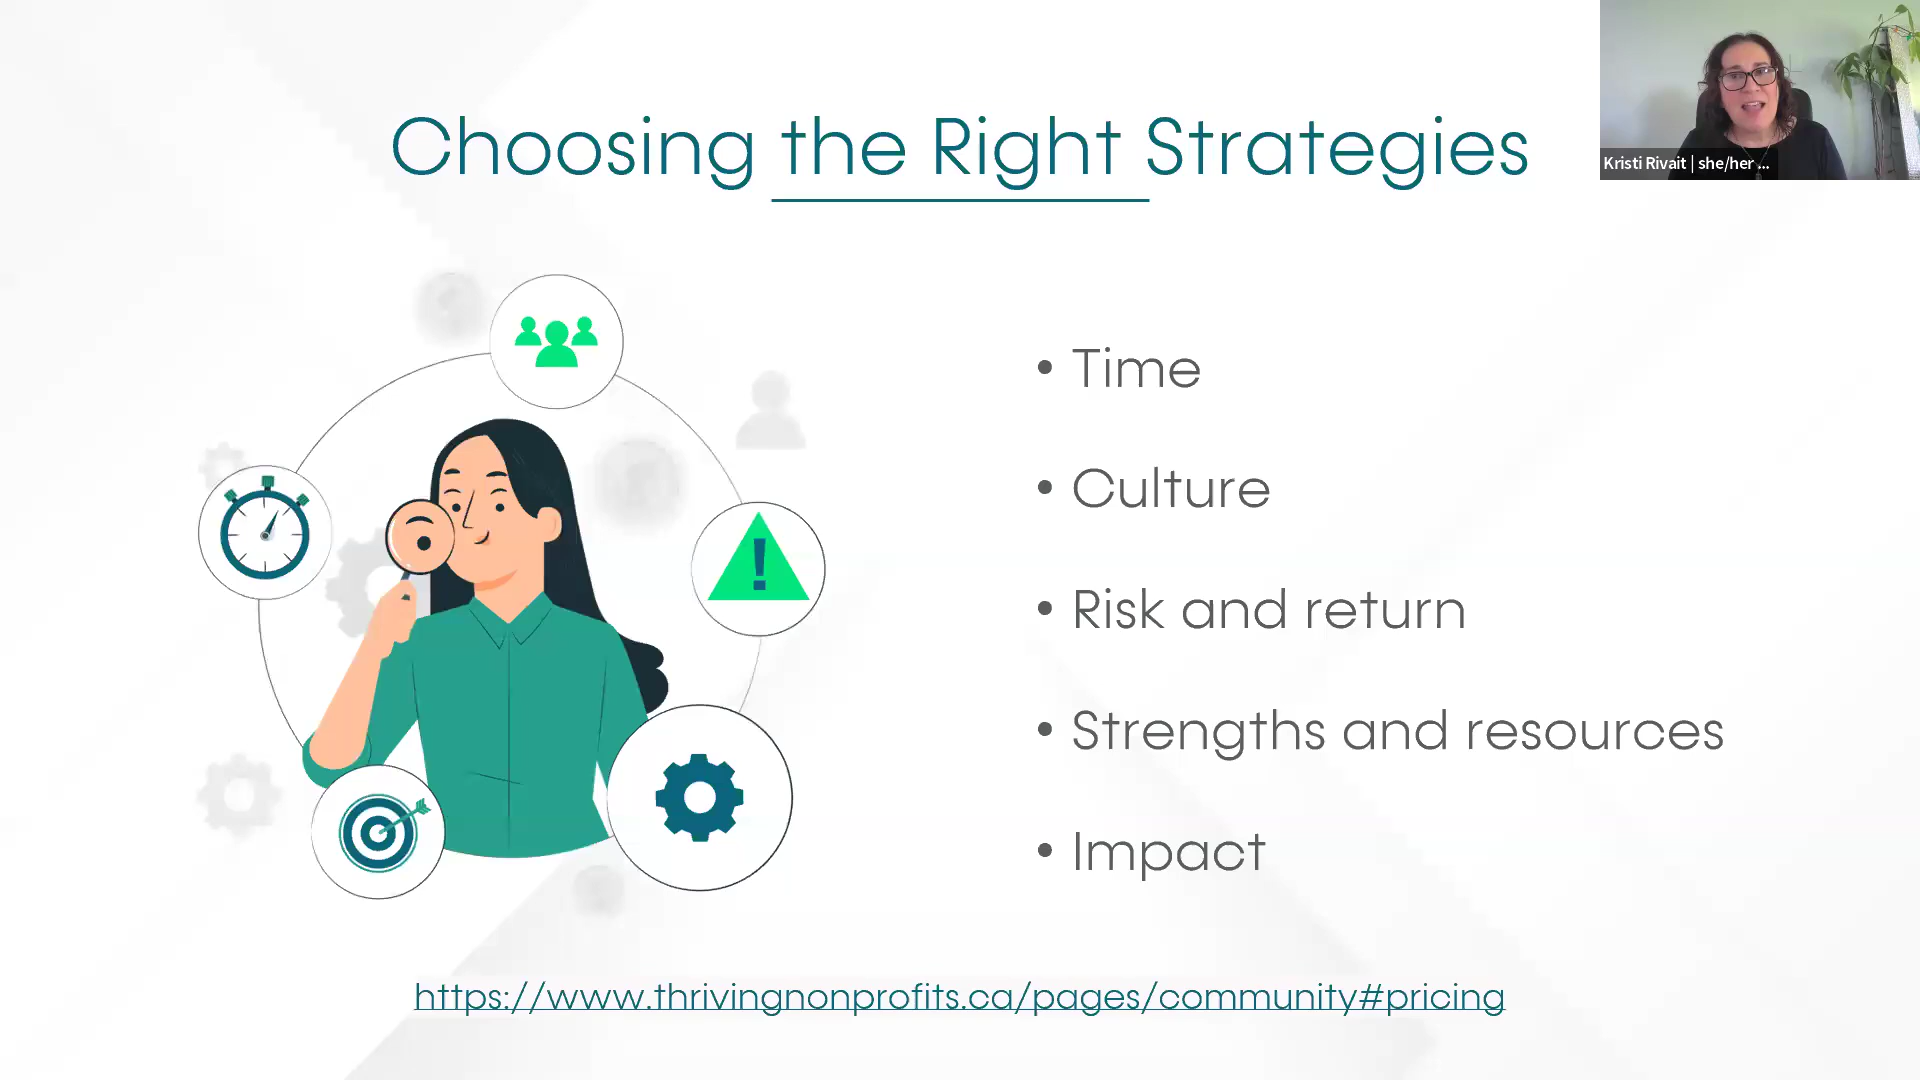 Choosing the Right Strategies
Kristi Rivait | she/her ...
• Time
• Culture
• Risk and return
• Strengths and resources
• Impact
https://www.thrivingnonprofits.ca/pages/community#pricing